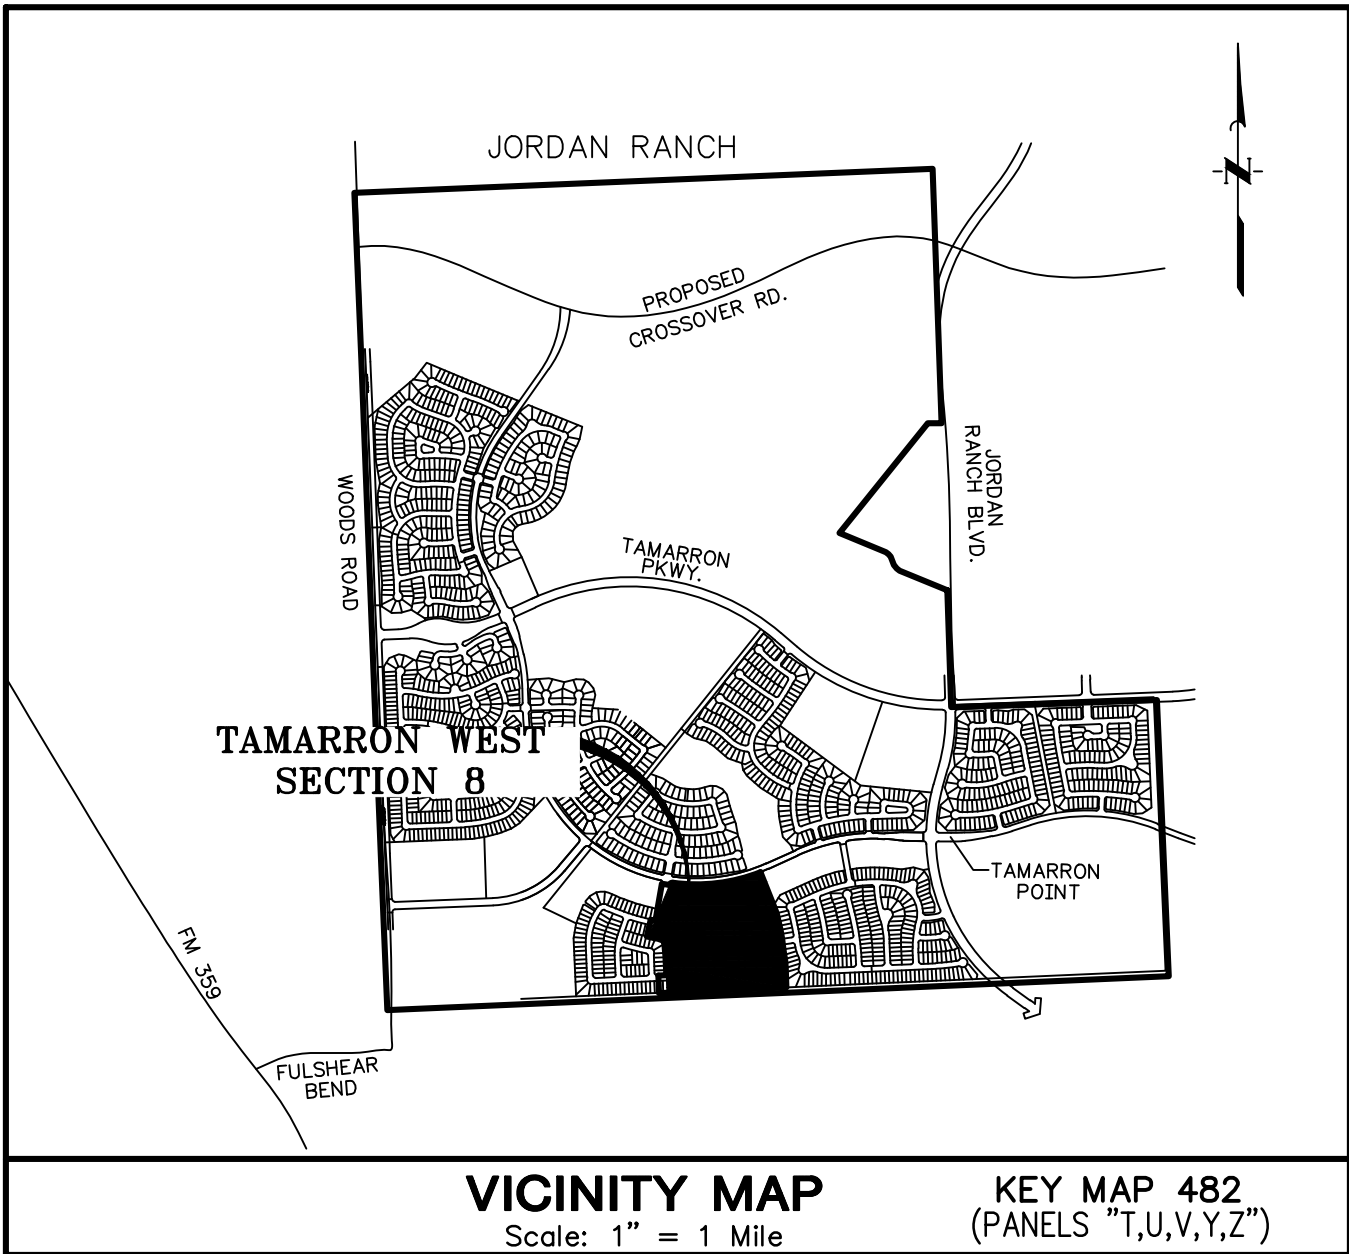 JORDAN RANCH
N
PROPOSED
CROSSOVER RD.
JORDAN
RANCH BLVD.
WOODS ROAD
TAMARRON
PKWY.
TAMARRON WEST
SECTION 8
TAMARRON
POINT
FM 359
FULSHEAR
BEND
VICINITY MAP
Scale: 1" = 1 Mile
KEY MAP 482
(PANELS "T,U,V,Y,Z")